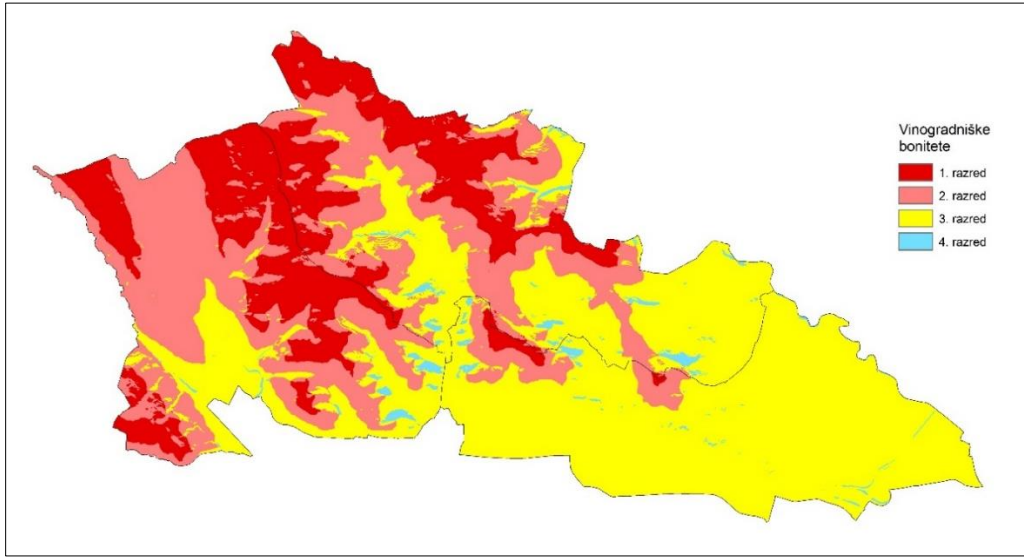 Vinogradniške
bonitete
1. razred
2. razred
3. razred
4. razred